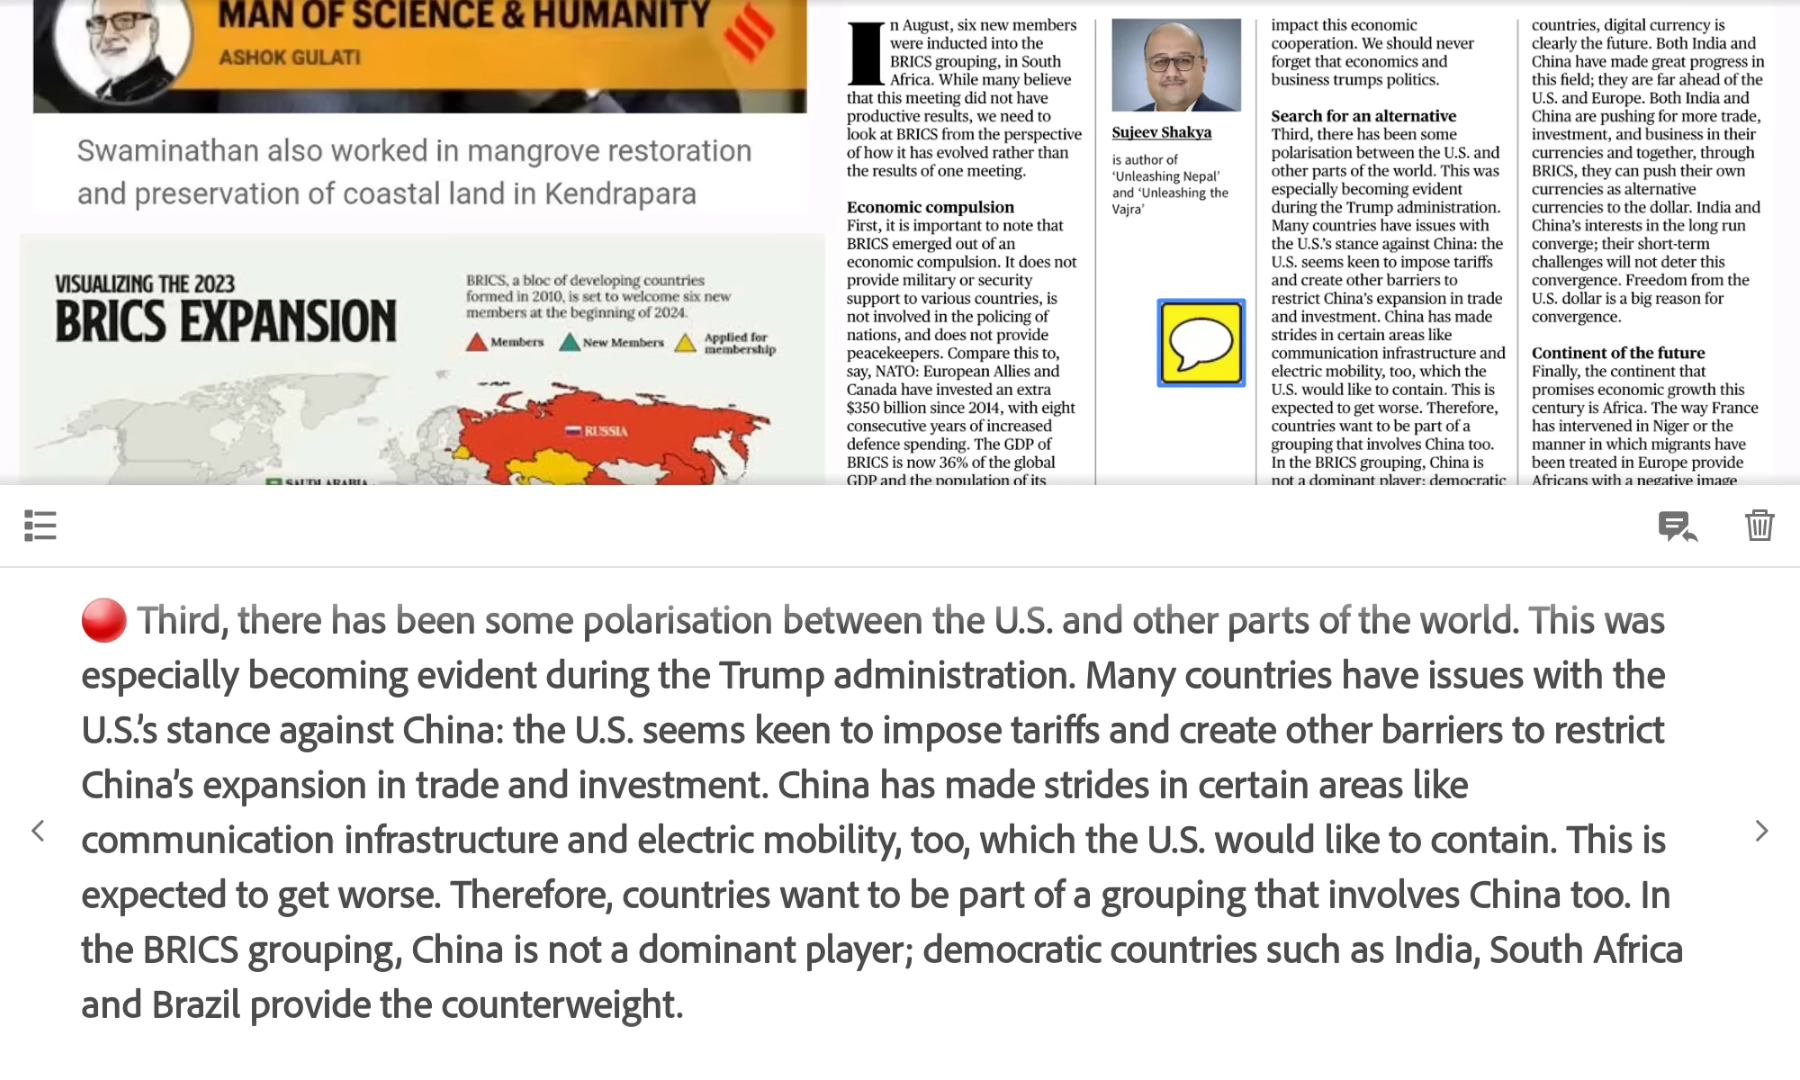 MAN OF SCIENCE & HUMANITY
ASHOK GULATI
Swaminathan also worked in mangrove restoration
and preservation of coastal land in Kendrapara
VISUALIZING THE 2023
BRICS EXPANSION
BRICS, a bloc of developing countries
formed in 2010, is set to welcome six new
members at the beginning of 2024.
Members
New Members
Applied for
membership
RUSSIA
SAUDI ARABIA
In August, six new members
were inducted into the
BRICS grouping, in South
Africa. While many believe
that this meeting did not have
productive results, we need to
look at BRICS from the perspective
of how it has evolved rather than
the results of one meeting.
Economic compulsion
First, it is important to note that
BRICS emerged out of an
economic compulsion. It does not
provide military or security
support to various countries, is
not involved in the policing of
nations, and does not provide
peacekeepers. Compare this to,
say, NATO: European Allies and
Canada have invested an extra
$350 billion since 2014, with eight
consecutive years of increased
defence spending. The GDP of
BRICS is now 36% of the global
GDP and the population of its
Sujeev Shakya
is author of
‘Unleashing Nepal’
and ‘Unleashing the
Vajra’
impact this economic
cooperation. We should never
forget that economics and
business trumps politics.
Search for an alternative
Third, there has been some
polarisation between the U.S. and
other parts of the world. This was
especially becoming evident
during the Trump administration.
Many countries have issues with
the U.S.’s stance against China: the
U.S. seems keen to impose tariffs
and create other barriers to
restrict China’s expansion in trade
and investment. China has made
strides in certain areas like
communication infrastructure and
electric mobility, too, which the
U.S. would like to contain. This is
expected to get worse. Therefore,
countries want to be part of a
grouping that involves China too.
In the BRICS grouping, China is
not a dominant player; democratic
countries, digital currency is
clearly the future. Both India and
China have made great progress in
this field; they are far ahead of the
U.S. and Europe. Both India and
China are pushing for more trade,
investment, and business in their
currencies and together, through
BRICS, they can push their own
currencies as alternative
currencies to the dollar. India and
China’s interests in the long run
converge; their short-term
challenges will not deter this
convergence. Freedom from the
U.S. dollar is a big reason for
convergence.
Continent of the future
Finally, the continent that
promises economic growth this
century is Africa. The way France
has intervened in Niger or the
manner in which migrants have
been treated in Europe provide
Africans with a negative image
Third, there has been some polarisation between the U.S. and other parts of the world. This was
especially becoming evident during the Trump administration. Many countries have issues with the
U.S.’s stance against China: the U.S. seems keen to impose tariffs and create other barriers to restrict
China’s expansion in trade and investment. China has made strides in certain areas like
communication infrastructure and electric mobility, too, which the U.S. would like to contain. This is
expected to get worse. Therefore, countries want to be part of a grouping that involves China too. In
the BRICS grouping, China is not a dominant player; democratic countries such as India, South Africa
and Brazil provide the counterweight.